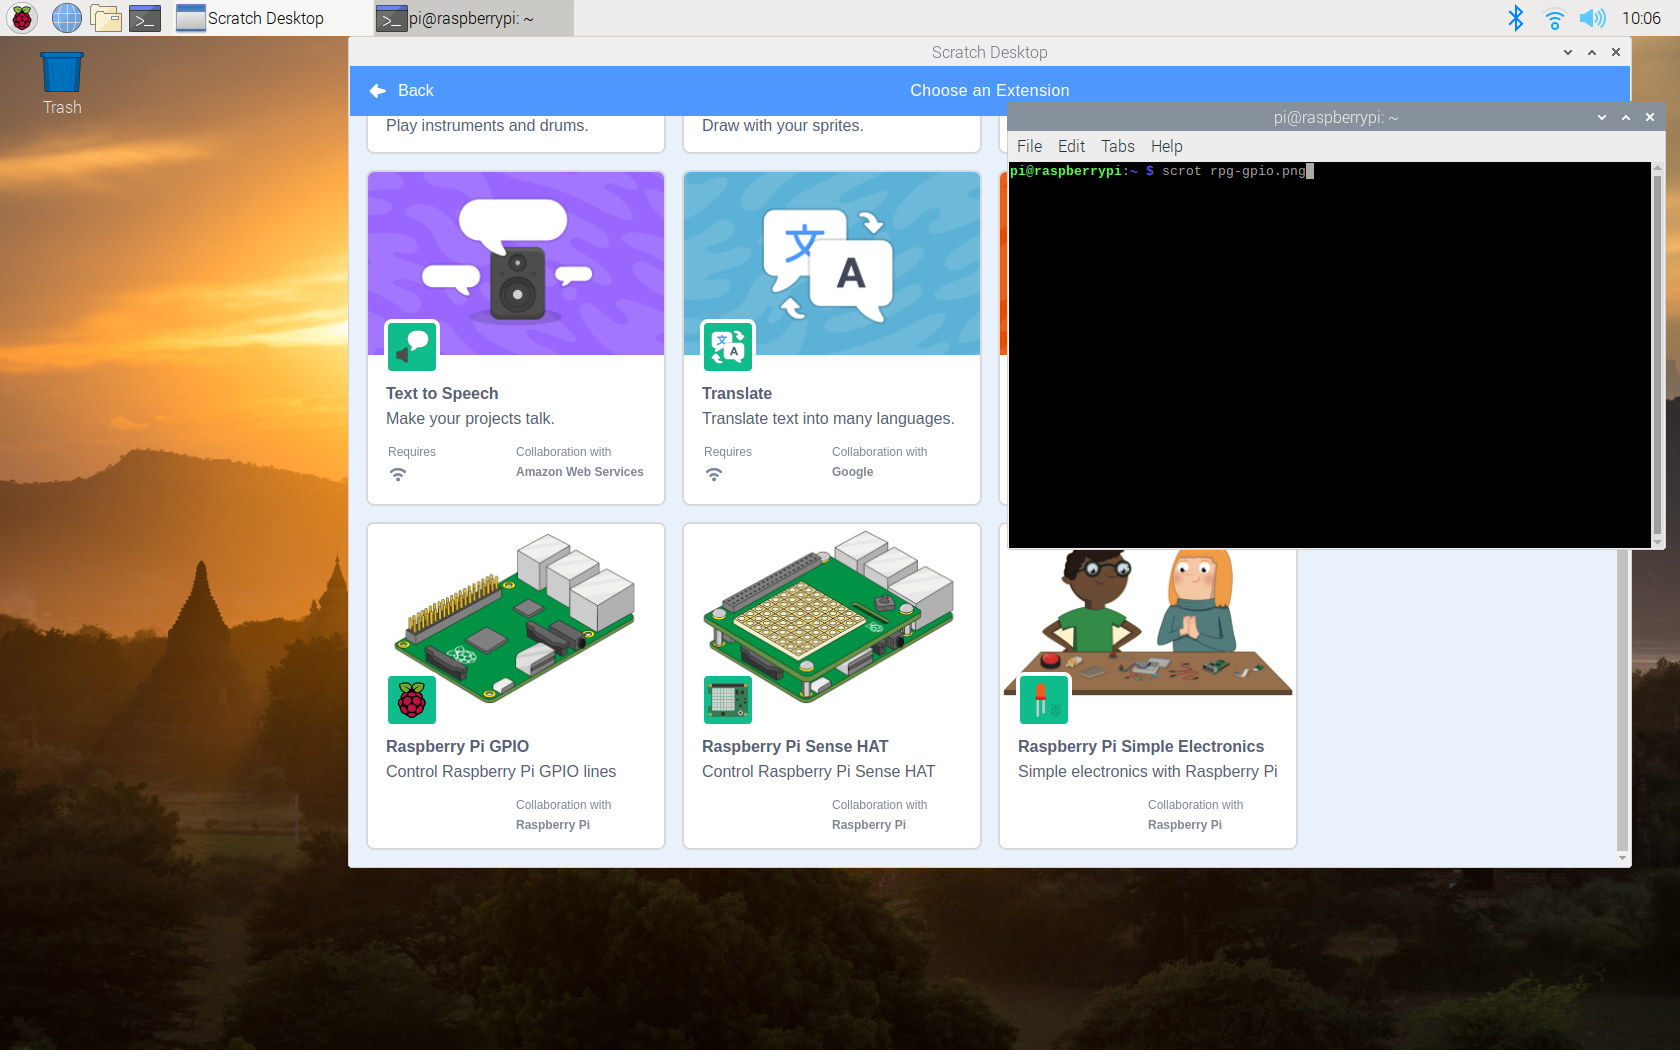 Scratch Desktop
pi@raspberrypi: ~
10:06
Trash
Scratch Desktop
Back
Choose an Extension
Play instruments and drums.
Draw with your sprites.
pi@raspberrypi: ~
File Edit Tabs Help
pi@raspberrypi:~ $ scrot rpg-gpio.png
文
A
文
A
Text to Speech
Make your projects talk.
Requires
Collaboration with
Amazon Web Services
Translate
Translate text into many languages.
Requires
Collaboration with
Google
Raspberry Pi GPIO
Control Raspberry Pi GPIO lines
Collaboration with
Raspberry Pi
Raspberry Pi Sense HAT
Control Raspberry Pi Sense HAT
Collaboration with
Raspberry Pi
Raspberry Pi Simple Electronics
Simple electronics with Raspberry Pi
Collaboration with
Raspberry Pi